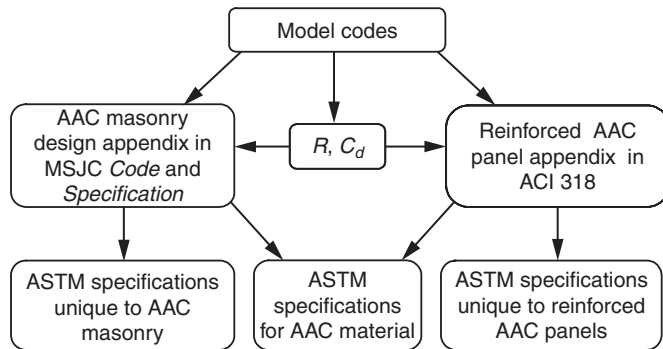 Model codes
AAC masonry
design appendix in
MSJC Code and
Specification
R, C_d
Reinforced AAC
panel appendix in
ACI 318
ASTM specifications
unique to AAC
masonry
ASTM
specifications
for AAC material
ASTM specifications
unique to reinforced
AAC panels